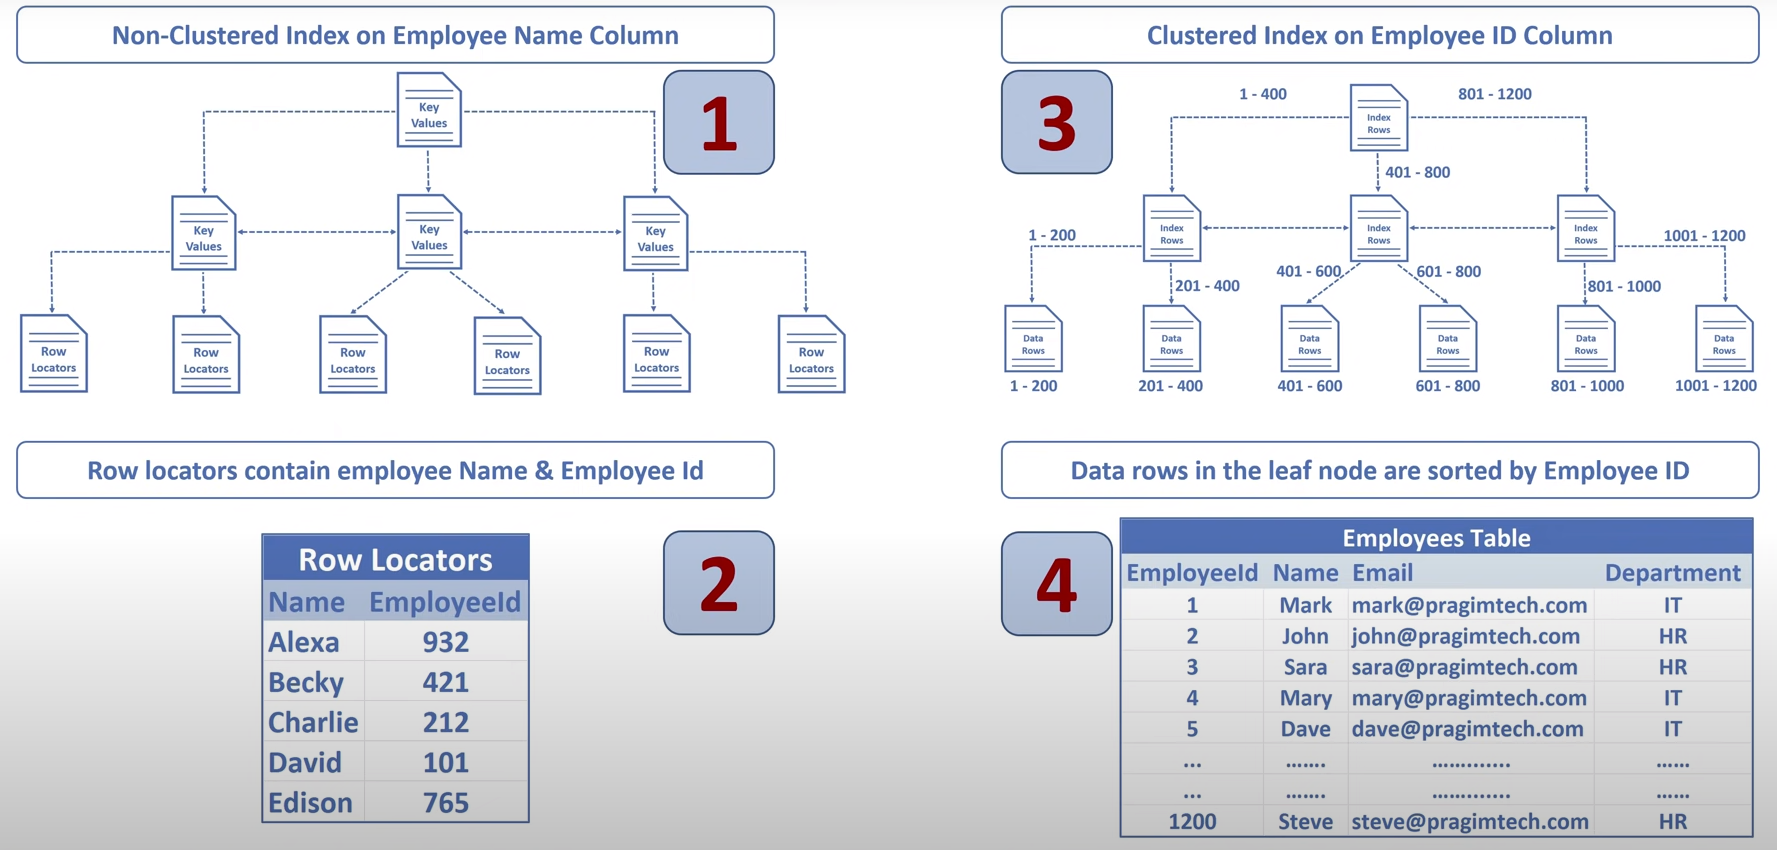 Non-Clustered Index on Employee Name Column
1
Key
Values
Key
Values
Key
Values
Key
Values
Row
Locators
Row
Locators
Row
Locators
Row
Locators
Row
Locators
Row
Locators
Row locators contain employee Name & Employee Id
2
Row Locators
Name EmployeeId
Alexa 932
Becky 421
Charlie 212
David 101
Edison 765
Clustered Index on Employee ID Column
3
1 - 400
801 - 1200
Index
Rows
401 - 800
Index
Rows
Index
Rows
Index
Rows
1 - 200
201 - 400
401 - 600
601 - 800
801 - 1000
1001 - 1200
Data
Rows
Data
Rows
Data
Rows
Data
Rows
Data
Rows
Data
Rows
1 - 200
201 - 400
401 - 600
601 - 800
801 - 1000
1001 - 1200
Data rows in the leaf node are sorted by Employee ID
4
Employees Table
EmployeeId Name Email Department
1 Mark mark@pragimtech.com IT
2 John john@pragimtech.com HR
3 Sara sara@pragimtech.com HR
4 Mary mary@pragimtech.com IT
5 Dave dave@pragimtech.com IT
... ....... ............. ......
... ....... ............. ......
1200 Steve steve@pragimtech.com HR